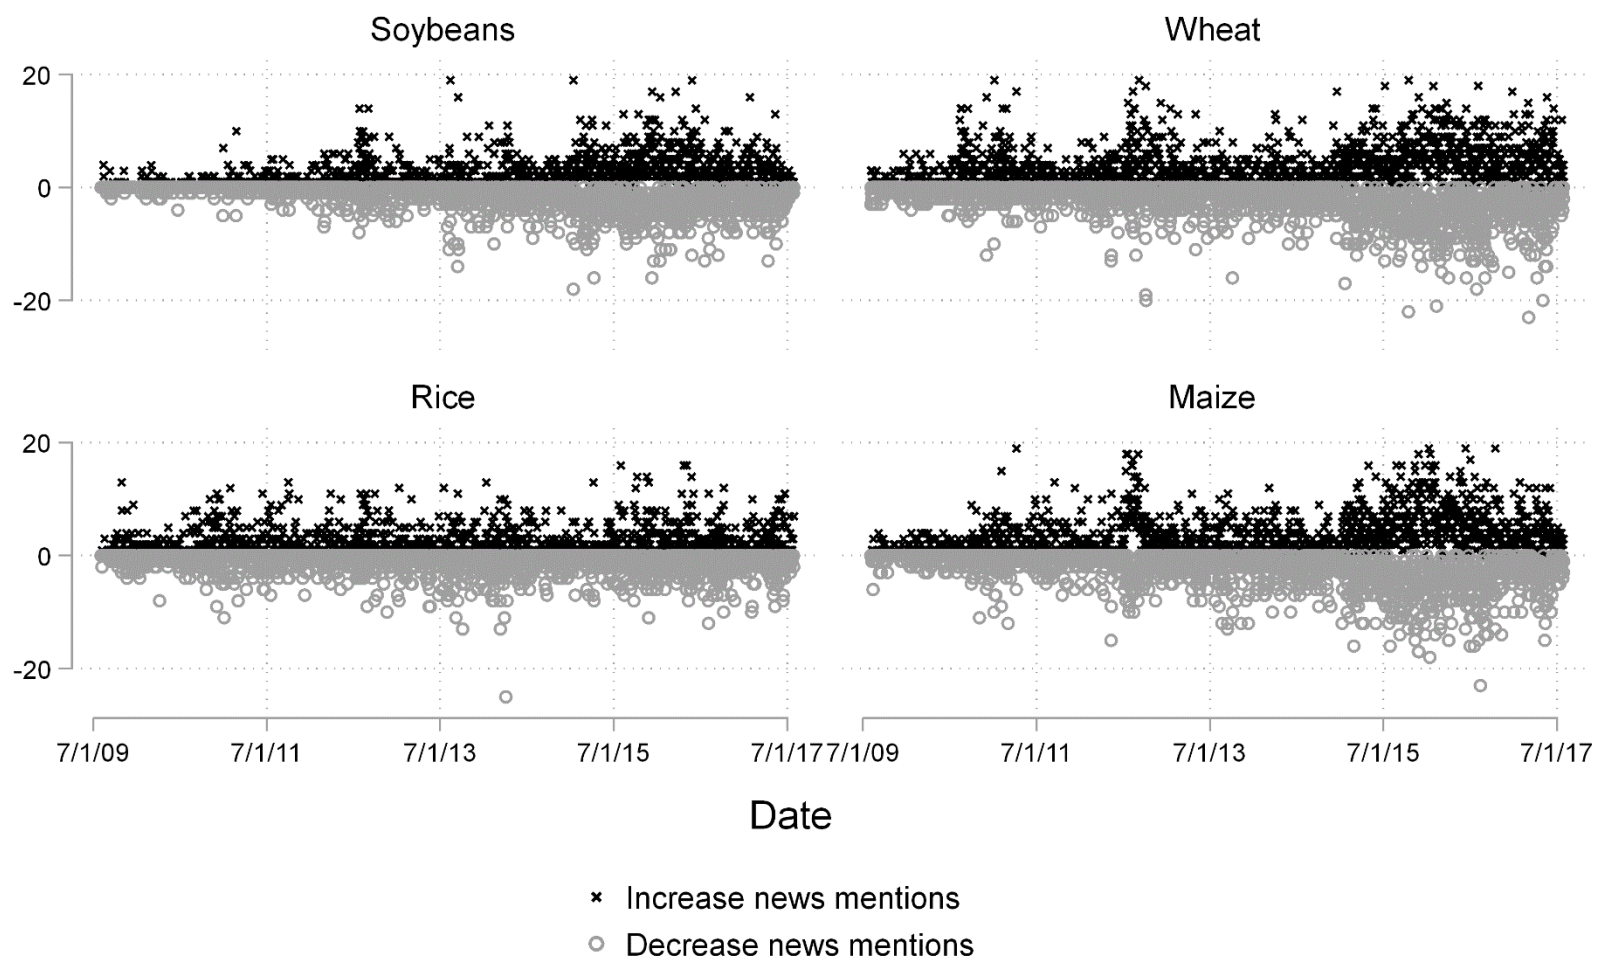 Soybeans
Wheat
20
0
-20
Rice
Maize
20
0
-20
7/1/09 7/1/11 7/1/13 7/1/15 7/1/17 7/1/09 7/1/11 7/1/13 7/1/15 7/1/17
Date
Increase news mentions
Decrease news mentions